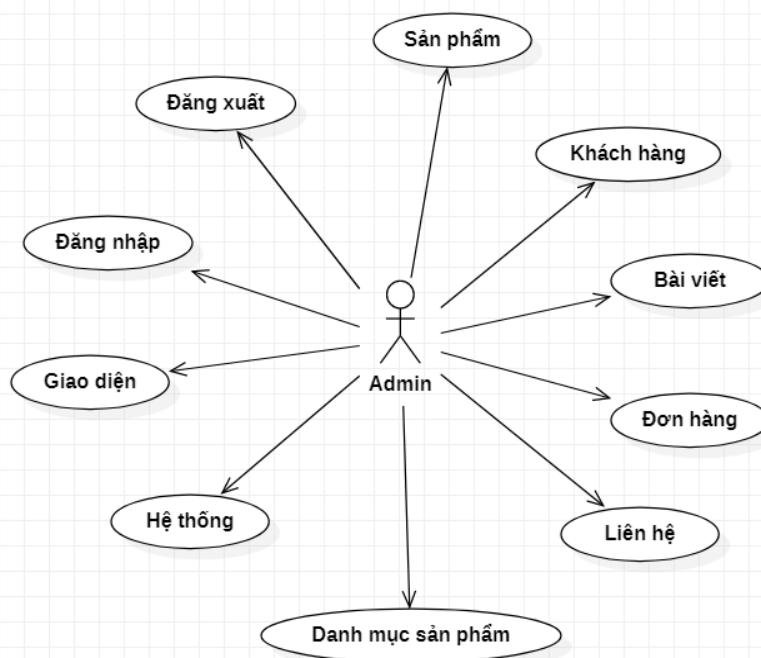 Sản phẩm
Đăng xuất
Khách hàng
Đăng nhập
Bài viết
Giao diện
Admin
Đơn hàng
Hệ thống
Liên hệ
Danh mục sản phẩm